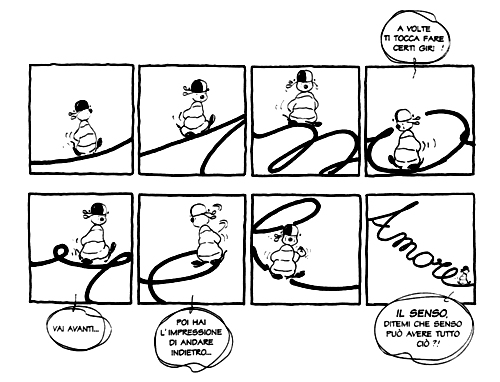 A VOLTE
TI TOCCA FARE
CERTI GIRI !
VAI AVANTI...
POI HAI
L'IMPRESSIONE
DI ANDARE
INDIETRO...
Amore
IL SENSO,
DITEMI CHE SENSO
PUÒ AVERE TUTTO
CIÒ ?!